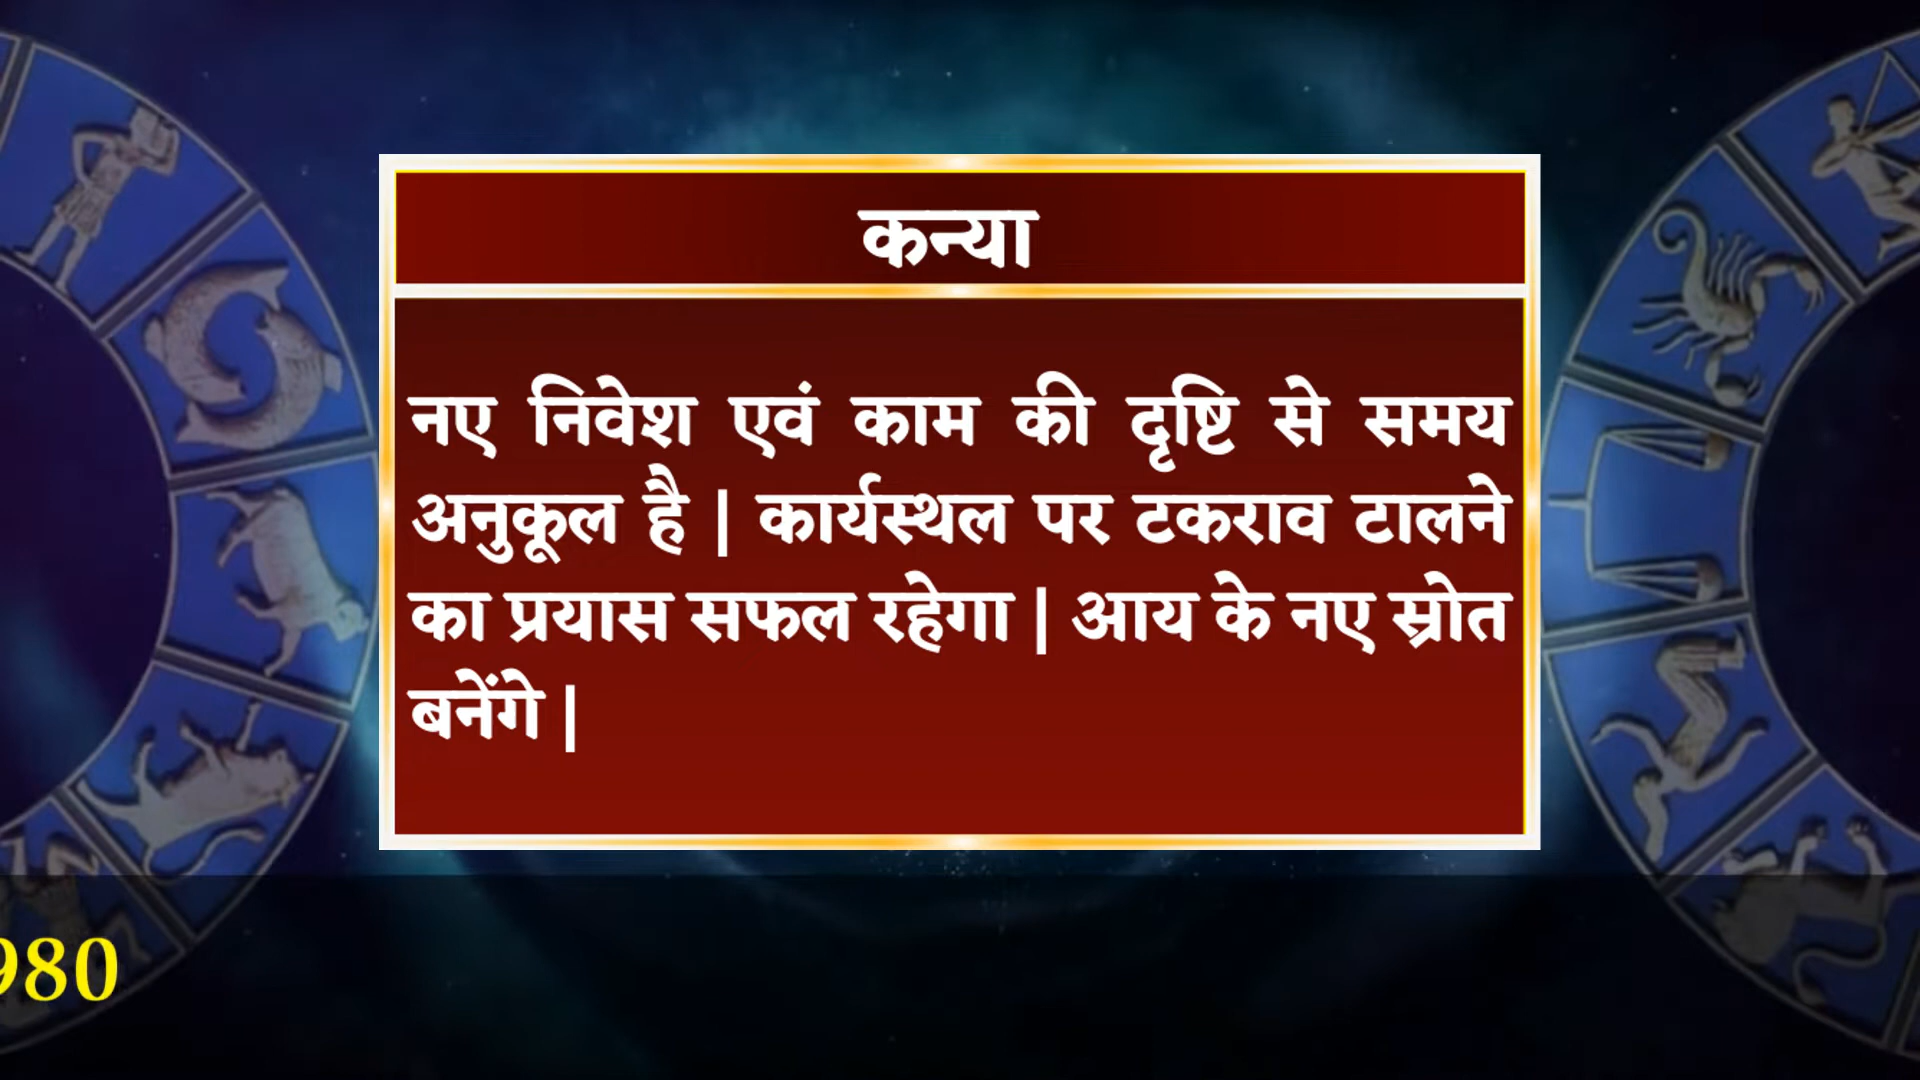 कन्या
नए निवेश एवं काम की दृष्टि से समय
अनुकूल है | कार्यस्थल पर टकराव टालने
का प्रयास सफल रहेगा | आय के नए स्रोत
बनेंगे |
980